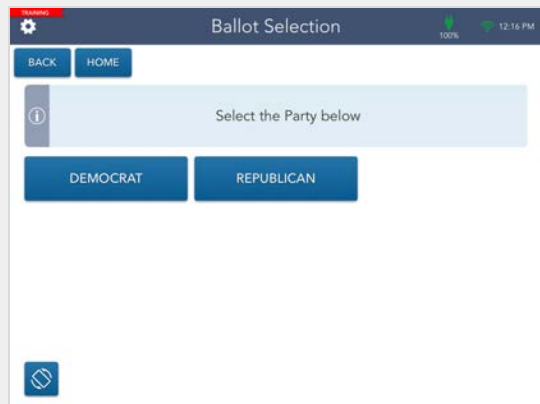 TRAINING
Ballot Selection
100%
12:16 PM
BACK
HOME
Select the Party below
DEMOCRAT
REPUBLICAN